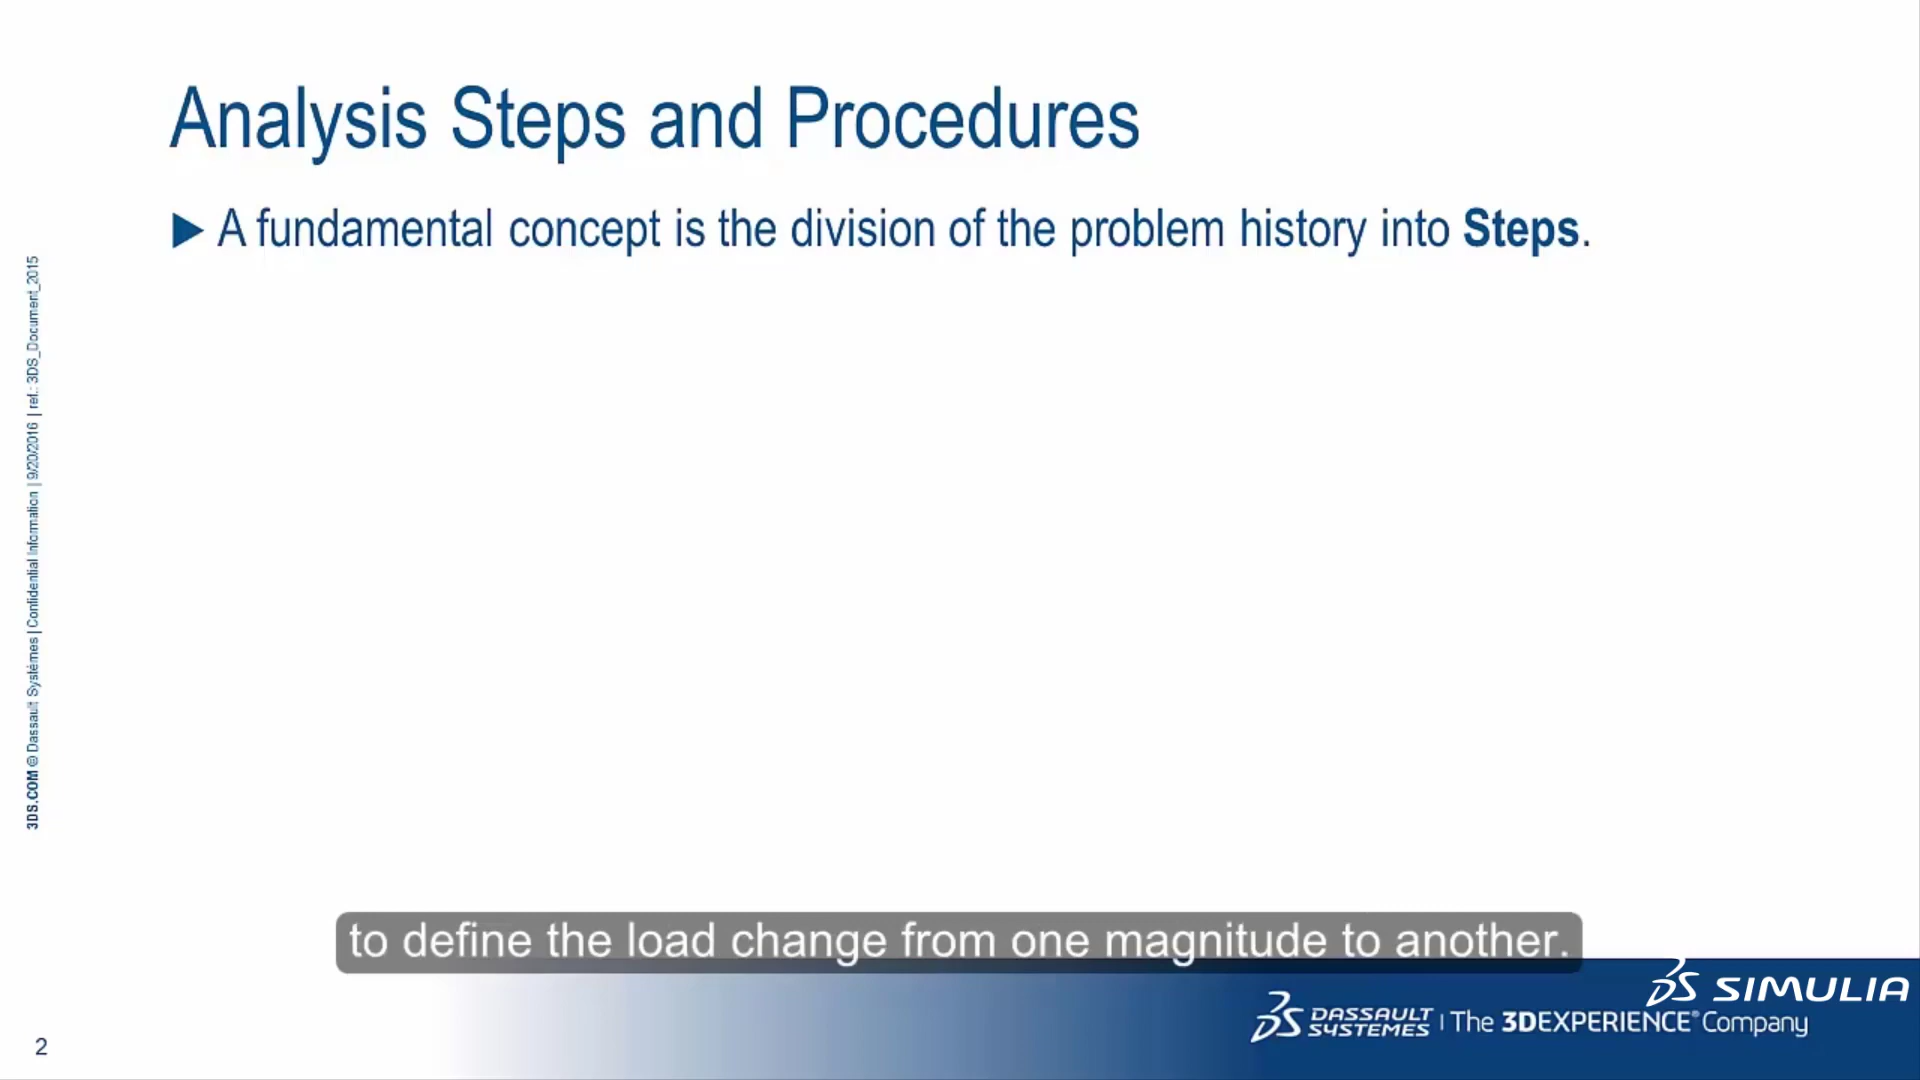 Analysis Steps and Procedures
A fundamental concept is the division of the problem history into Steps.
3DS.COM © Dassault Systèmes | Confidential Information | 9/20/2016 | ref.: 3DS_Document_2015
to define the load change from one magnitude to another.
SIMULIA
DASSAULT SYSTEMES | The 3DEXPERIENCE® Company
2